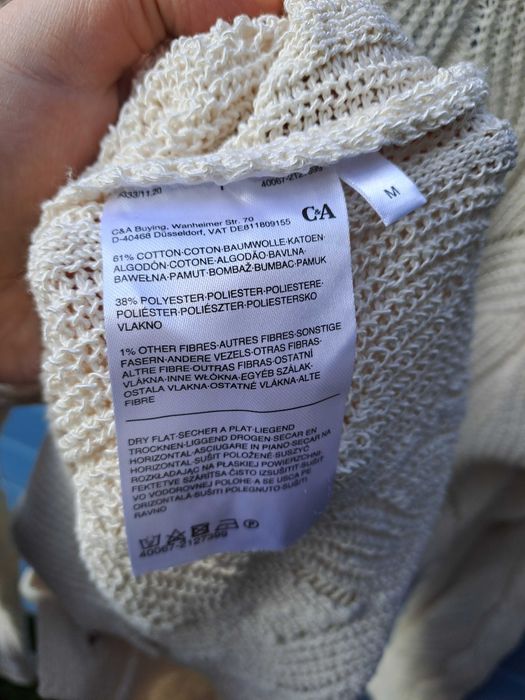 40067-2127399
C&A
M
C&A Buying, Wanheimer Str. 70
D-40468 Düsseldorf, VAT DE811809155
61% COTTON·COTON·BAUMWOLLE·KATOEN·
ALGODÓN·COTONE·ALGODÃO·BAVLNA·
BAWEŁNA·PAMUT·BOMBAŽ·BUMBAC·PAMUK
38% POLYESTER·POLIESTER·POLIESTERE·
POLIÉSTER·POLIÉSZTER·POLIESTERSKO
VLAKNO
1% OTHER FIBRES·AUTRES FIBRES·SONSTIGE
FASERN·ANDERE VEZELS·OTRAS FIBRAS·
ALTRE FIBRE·OUTRAS FIBRAS·OSTATNÍ
VLÁKNA·INNE WŁÓKNA·EGYÉB SZÁLAK·
OSTALA VLAKNA·OSTATNÉ VLÁKNA·ALTE
FIBRE
DRY FLAT·SECHER A PLAT·LIEGEND
TROCKNEN·LIGGEND DROGEN·SECAR EN
HORIZONTAL·ASCIUGARE IN PIANO·SECAR NA
HORIZONTAL·SUŠIT POLOŽENÉ·SUSZYĆ
ROZKŁADAJĄC NA PŁASKIEJ POWIERZCHNI
FEKTETVE SZÁRÍTSA·ČISTO IZSUŠITI·SUŠIŤ
VO VODOROVNEJ POLOHE·A SE USCA PE
ORIZONTALĂ·SUŠITI POLEGNUTO·SUŠITI
RAVNO
P
40067-2127399